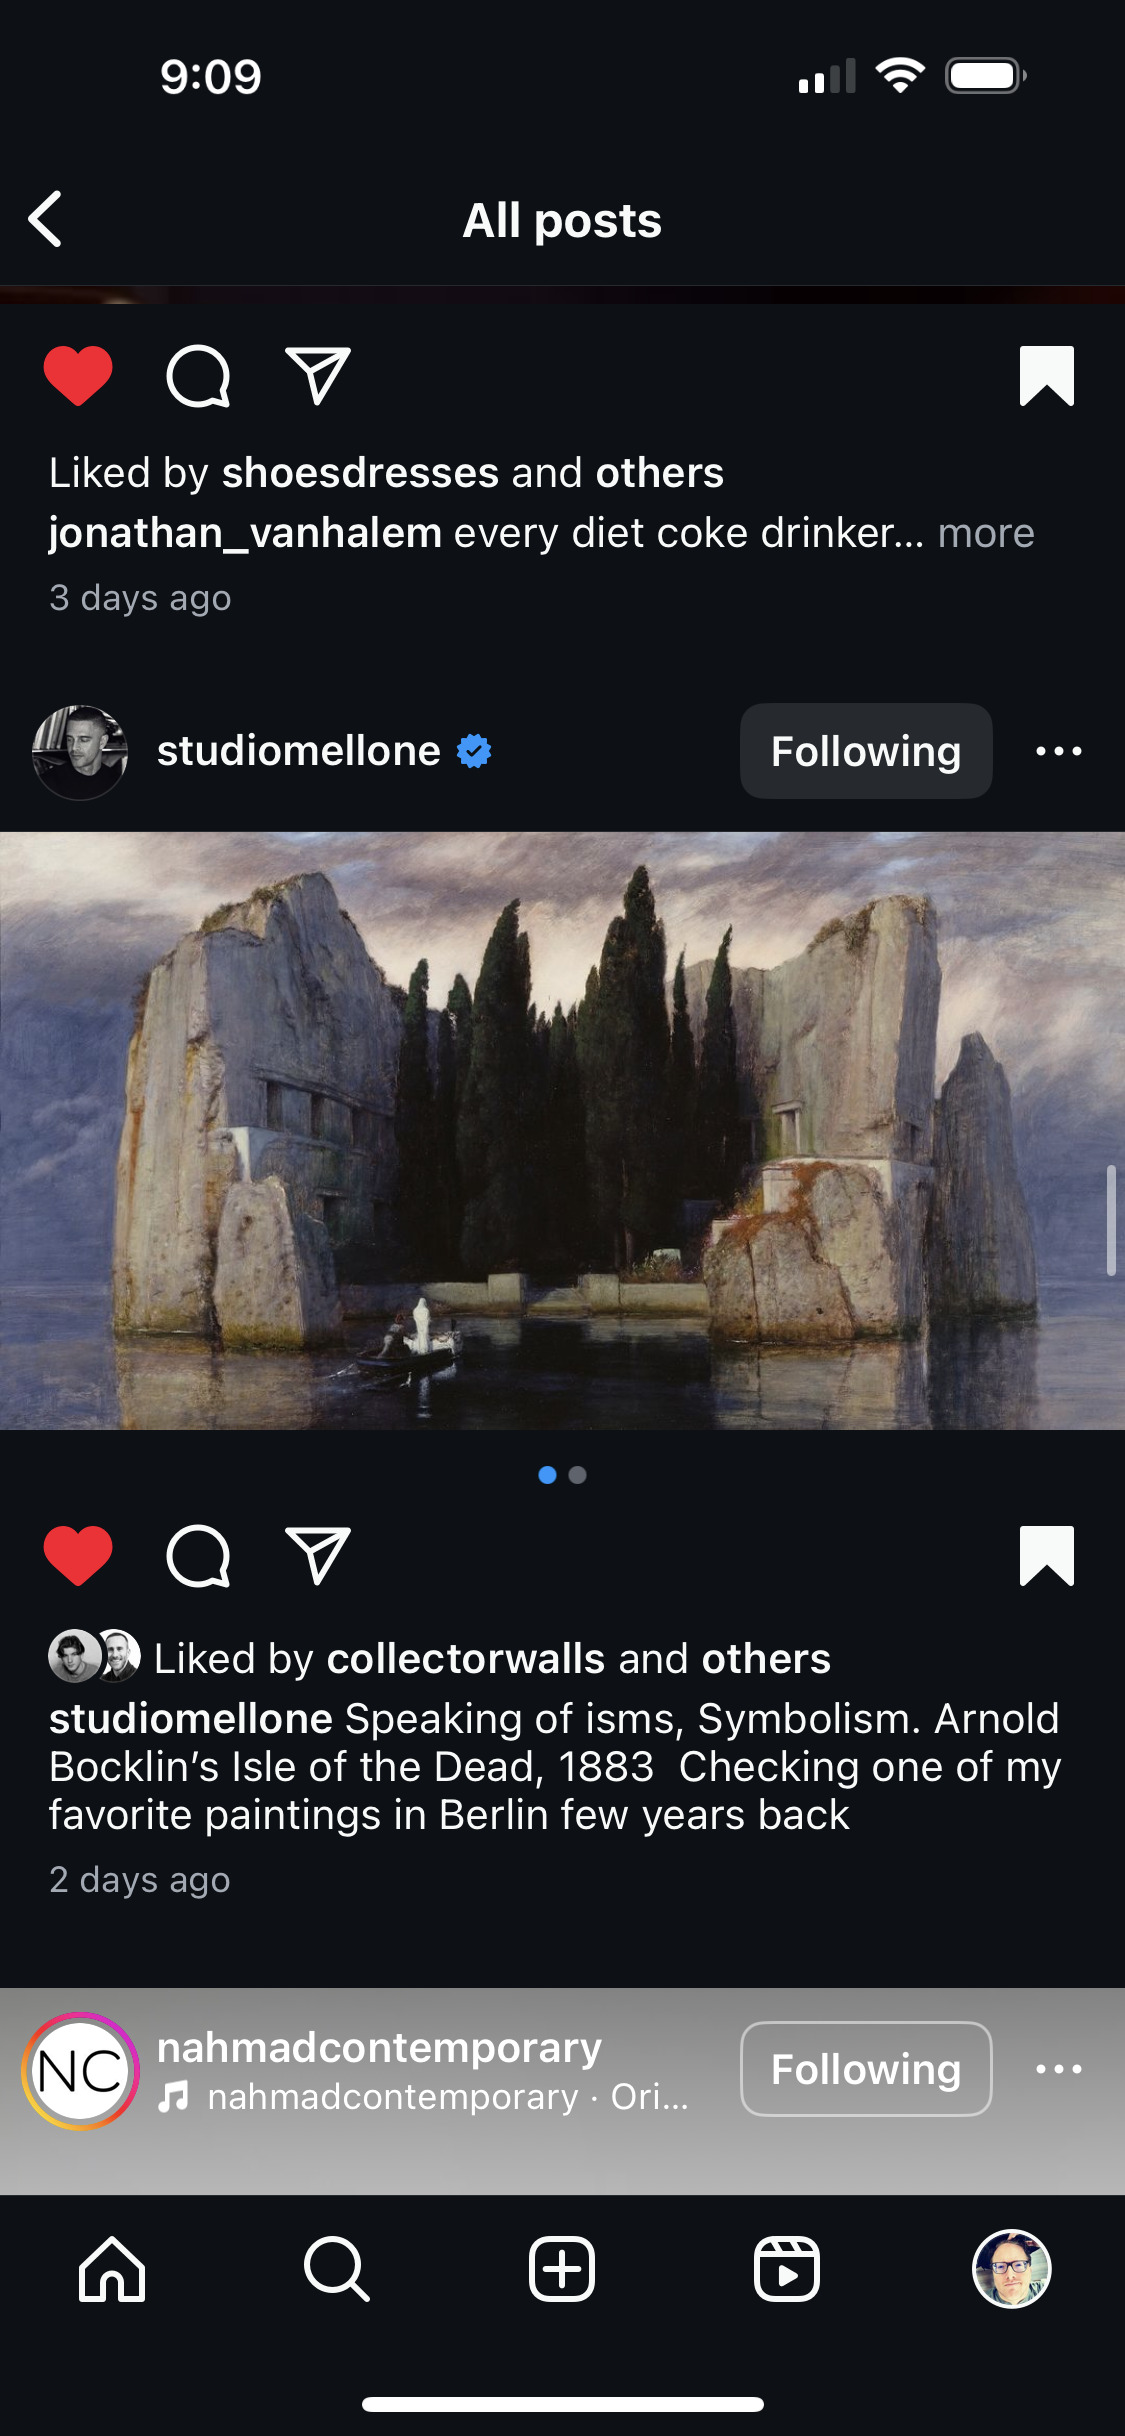 9:09
All posts
Liked by shoesdresses and others
jonathan_vanhalem every diet coke drinker... more
3 days ago
studiomellone
Following
Liked by collectorwalls and others
studiomellone Speaking of isms, Symbolism. Arnold
Bocklin’s Isle of the Dead, 1883  Checking one of my
favorite paintings in Berlin few years back
2 days ago
NC
nahmadcontemporary
nahmadcontemporary · Ori...
Following